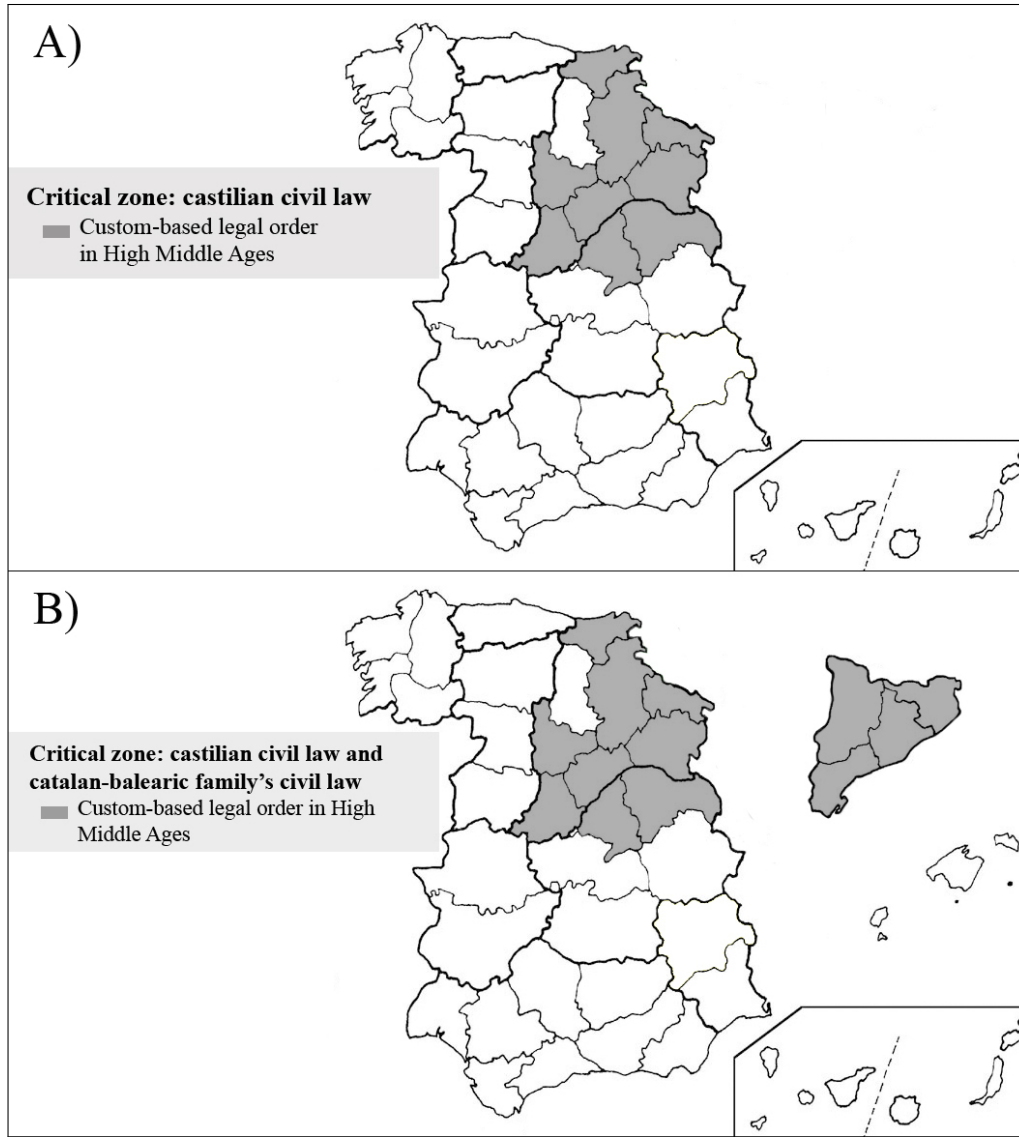 A)
Critical zone: castilian civil law
Custom-based legal order
in High Middle Ages
B)
Critical zone: castilian civil law and
catalan-balearic family's civil law
Custom-based legal order in High
Middle Ages